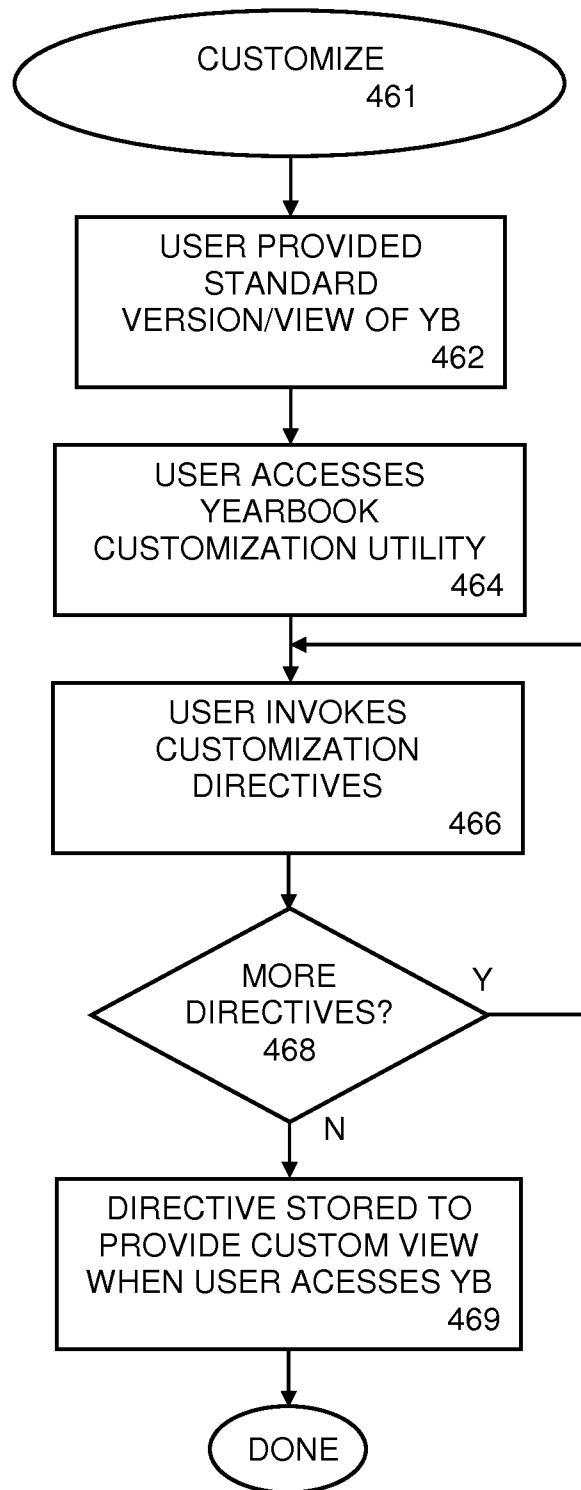 CUSTOMIZE
461
USER PROVIDED
STANDARD
VERSION/VIEW OF YB
462
USER ACCESSES
YEARBOOK
CUSTOMIZATION UTILITY
464
USER INVOKES
CUSTOMIZATION
DIRECTIVES
466
MORE
DIRECTIVES?
468
Y
N
DIRECTIVE STORED TO
PROVIDE CUSTOM VIEW
WHEN USER ACESSES YB
469
DONE